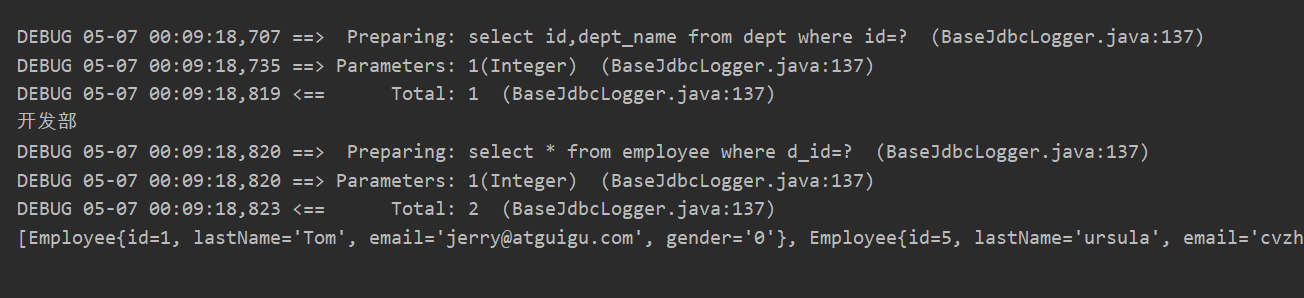 DEBUG 05-07 00:09:18,707 ==>  Preparing: select id,dept_name from dept where id=?  (BaseJdbcLogger.java:137)
DEBUG 05-07 00:09:18,735 ==> Parameters: 1(Integer)  (BaseJdbcLogger.java:137)
DEBUG 05-07 00:09:18,819 <==      Total: 1  (BaseJdbcLogger.java:137)
开发部
DEBUG 05-07 00:09:18,820 ==>  Preparing: select * from employee where d_id=?  (BaseJdbcLogger.java:137)
DEBUG 05-07 00:09:18,820 ==> Parameters: 1(Integer)  (BaseJdbcLogger.java:137)
DEBUG 05-07 00:09:18,823 <==      Total: 2  (BaseJdbcLogger.java:137)
[Employee{id=1, lastName='Tom', email='jerry@atguigu.com', gender='0'}, Employee{id=5, lastName='ursula', email='cvzh